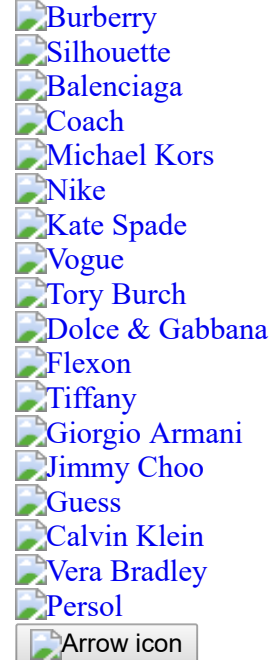 Burberry
Silhouette
Balenciaga
Coach
Michael Kors
Nike
Kate Spade
Vogue
Tory Burch
Dolce & Gabbana
Flexon
Tiffany
Giorgio Armani
Jimmy Choo
Guess
Calvin Klein
Vera Bradley
Persol
Arrow icon